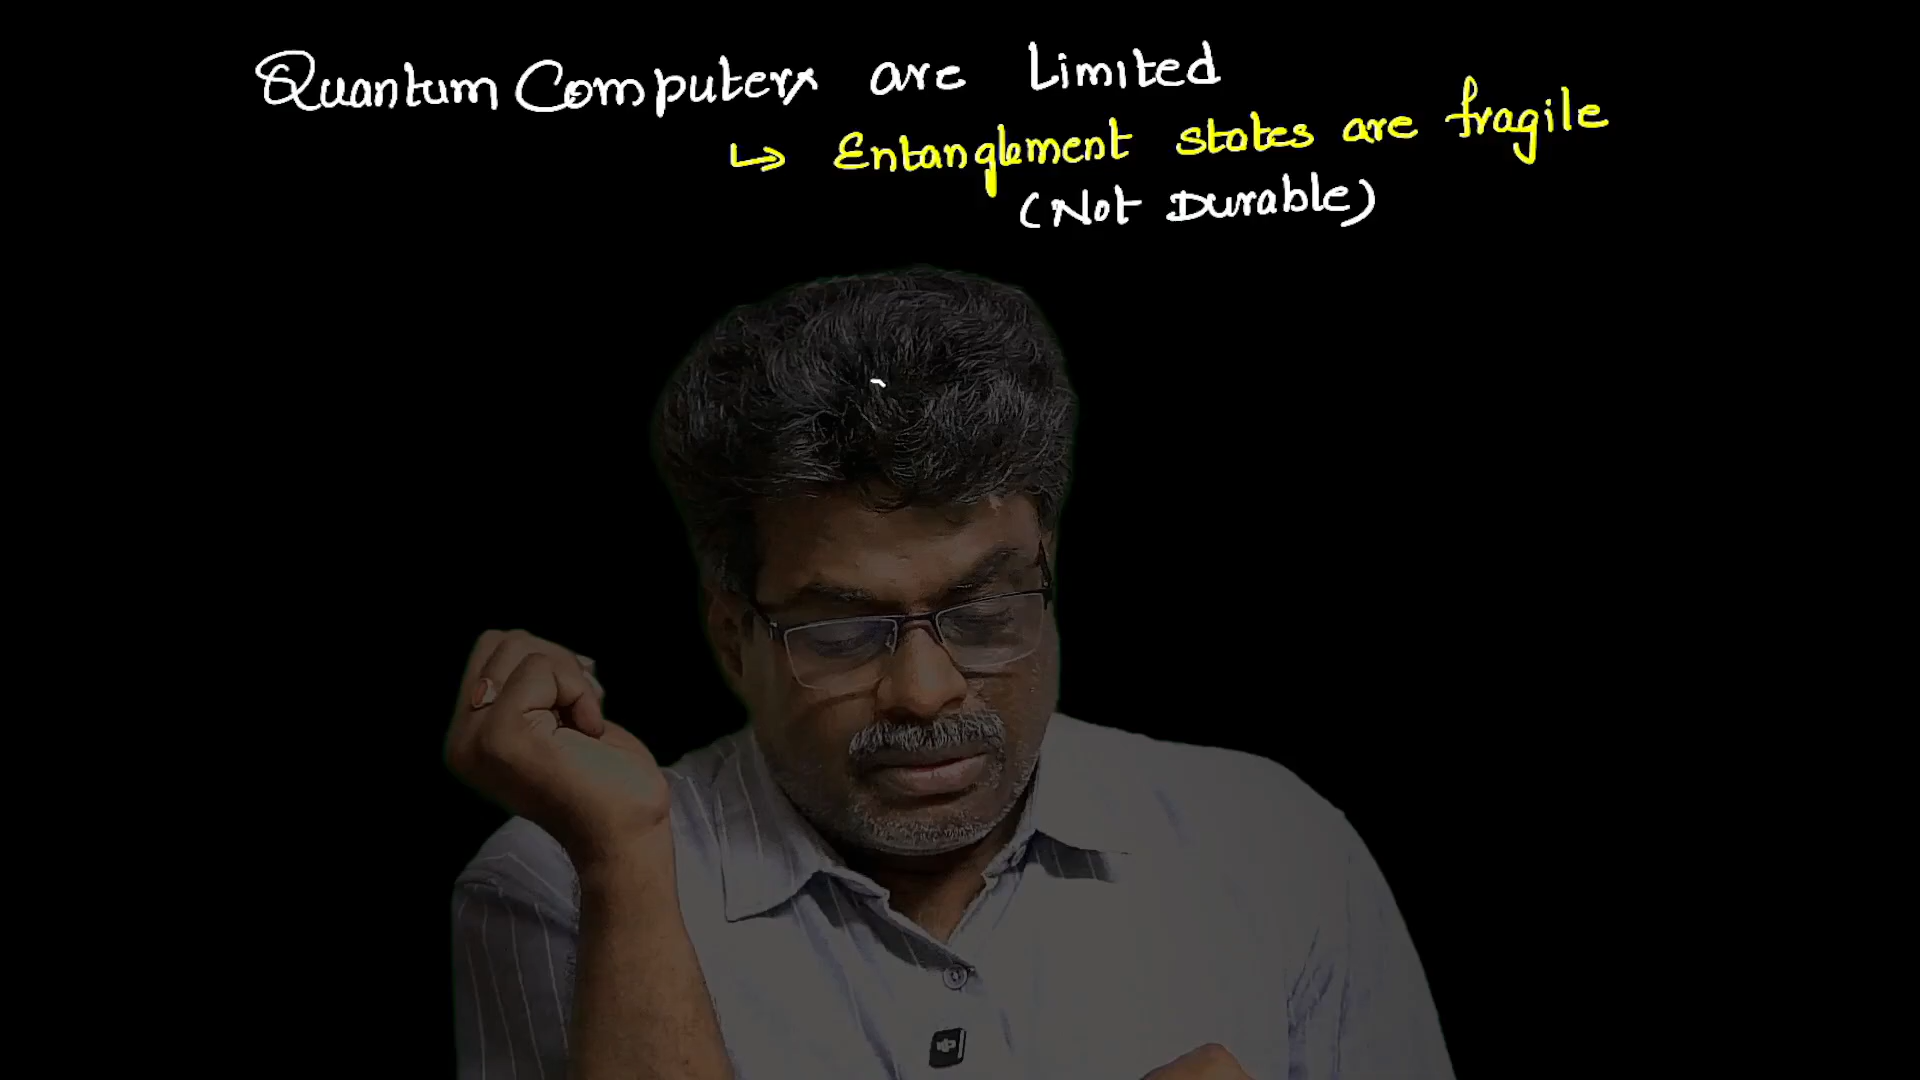 Quantum Computers are Limited
↳ Entanglement states are fragile
(Not Durable)